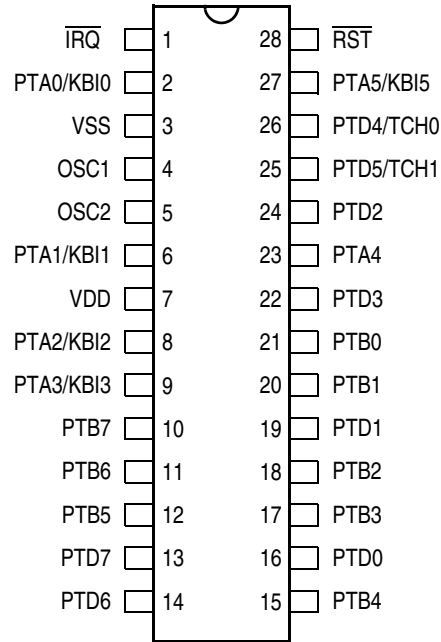 IRQ 1 28 RST
PTA0/KBI0 2 27 PTA5/KBI5
VSS 3 26 PTD4/TCH0
OSC1 4 25 PTD5/TCH1
OSC2 5 24 PTD2
PTA1/KBI1 6 23 PTA4
VDD 7 22 PTD3
PTA2/KBI2 8 21 PTB0
PTA3/KBI3 9 20 PTB1
PTB7 10 19 PTD1
PTB6 11 18 PTB2
PTB5 12 17 PTB3
PTD7 13 16 PTD0
PTD6 14 15 PTB4